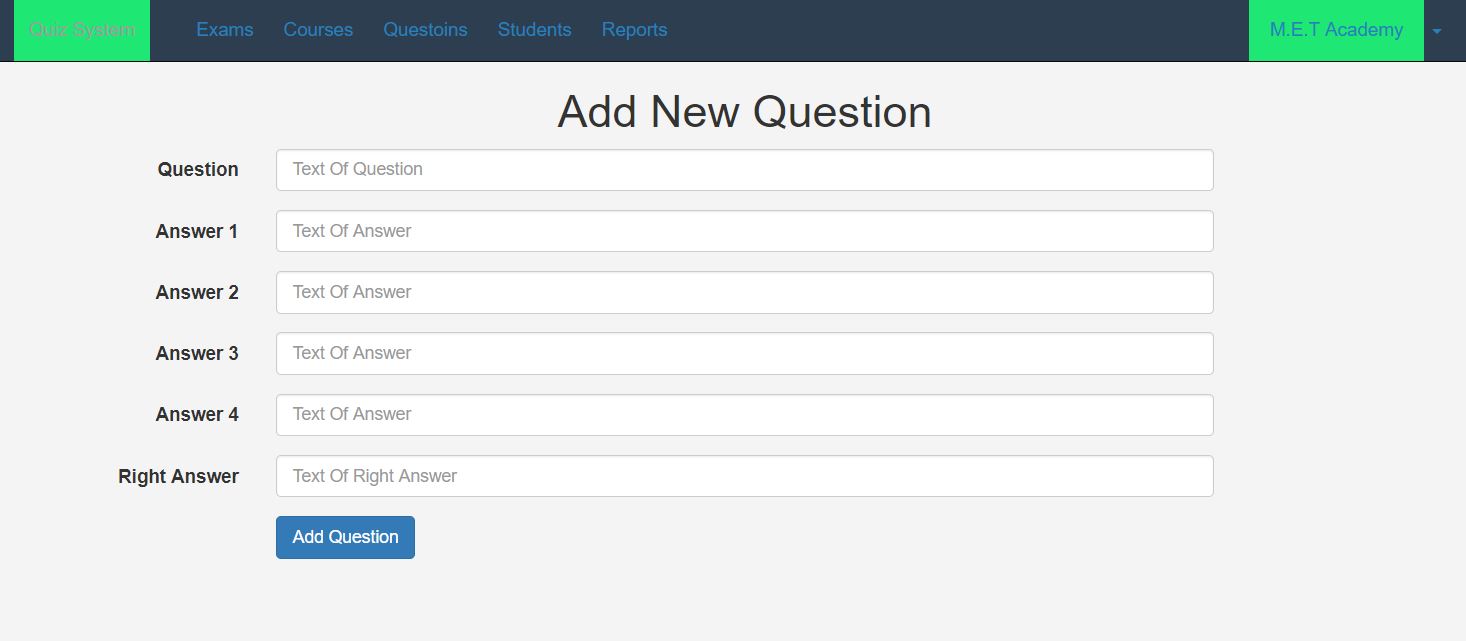 Quiz System Exams Courses Questoins Students Reports M.E.T Academy
Add New Question
Question Text Of Question
Answer 1 Text Of Answer
Answer 2 Text Of Answer
Answer 3 Text Of Answer
Answer 4 Text Of Answer
Right Answer Text Of Right Answer
Add Question